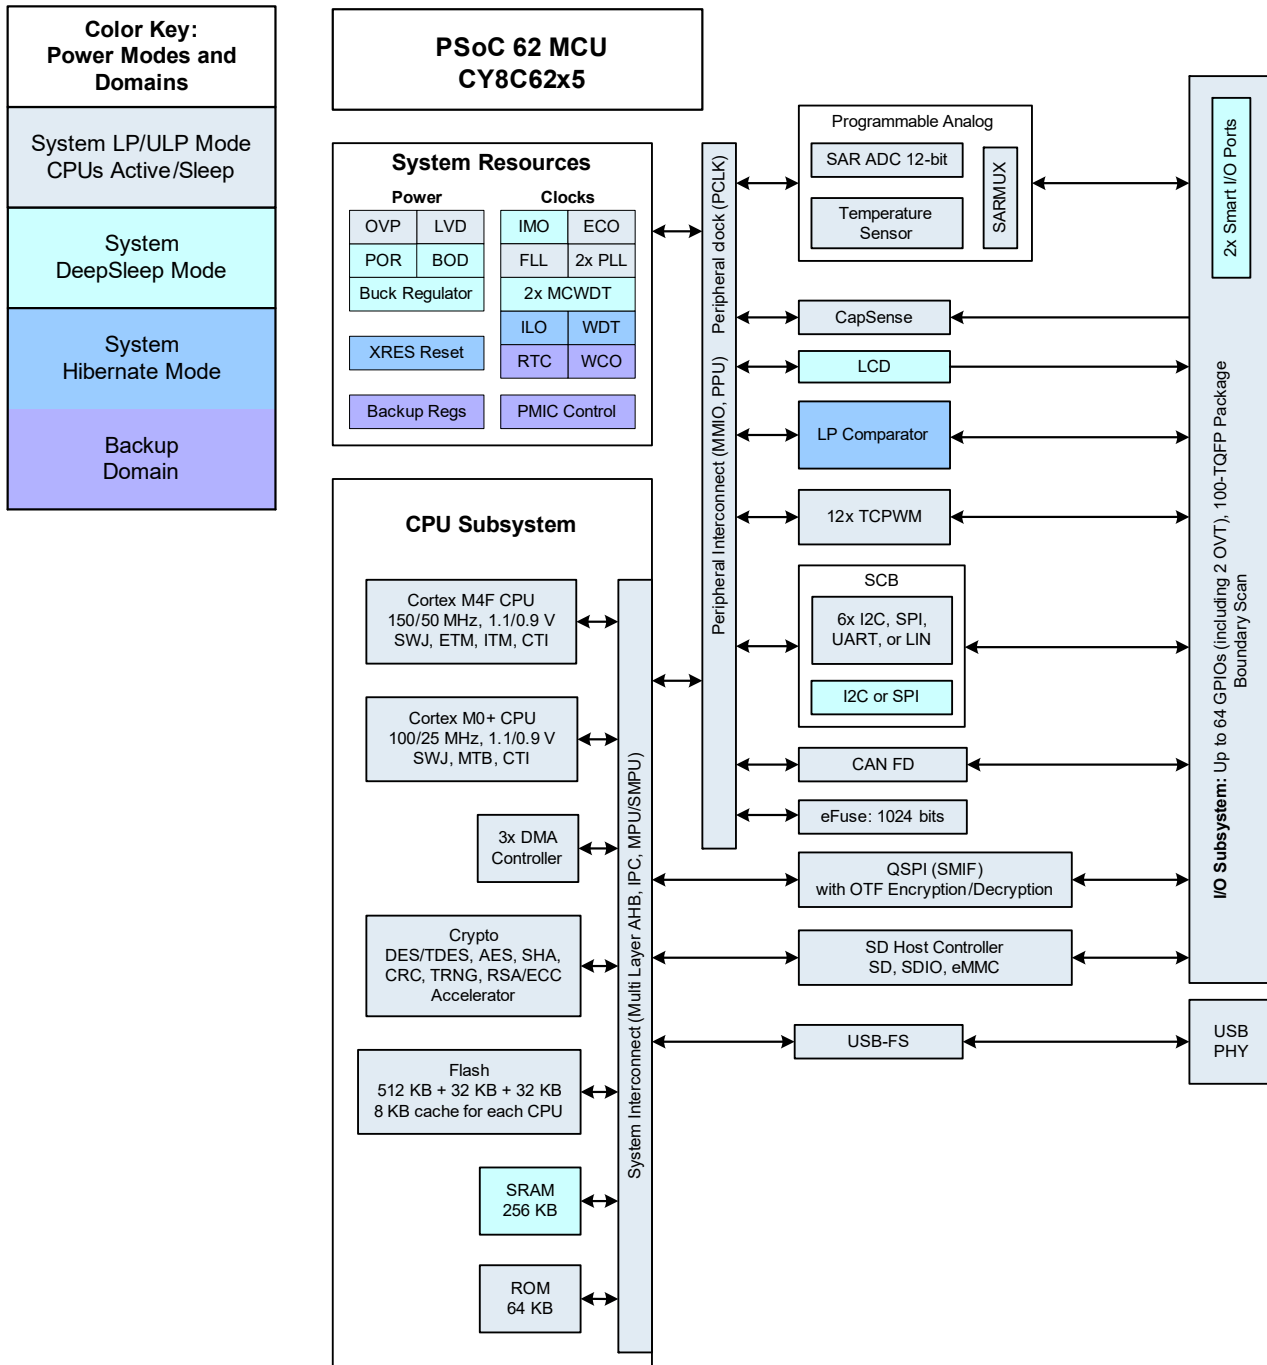 Color Key:
Power Modes and
Domains
System LP/ULP Mode
CPUs Active/Sleep
System
DeepSleep Mode
System
Hibernate Mode
Backup
Domain
PSoC 62 MCU
CY8C62x5
System Resources
Power
Clocks
OVP
LVD
IMO
ECO
POR
BOD
FLL
2x PLL
Buck Regulator
2x MCWDT
ILO
WDT
XRES Reset
RTC
WCO
Backup Regs
PMIC Control
CPU Subsystem
Cortex M4F CPU
150/50 MHz, 1.1/0.9 V
SWJ, ETM, ITM, CTI
Cortex M0+ CPU
100/25 MHz, 1.1/0.9 V
SWJ, MTB, CTI
3x DMA
Controller
Crypto
DES/TDES, AES, SHA,
CRC, TRNG, RSA/ECC
Accelerator
Flash
512 KB + 32 KB + 32 KB
8 KB cache for each CPU
SRAM
256 KB
ROM
64 KB
System Interconnect (Multi Layer AHB, IPC, MPU/SMPU)
Peripheral Interconnect (MMIO, PPU) Peripheral dock (PCLK)
Programmable Analog
SAR ADC 12-bit
Temperature
Sensor
SARMUX
CapSense
LCD
LP Comparator
12x TCPWM
SCB
6x I2C, SPI,
UART, or LIN
I2C or SPI
CAN FD
eFuse: 1024 bits
QSPI (SMIF)
with OTF Encryption/Decryption
SD Host Controller
SD, SDIO, eMMC
USB-FS
2x Smart I/O Ports
I/O Subsystem: Up to 64 GPIOs (including 2 OVT), 100-TQFP Package
Boundary Scan
USB
PHY